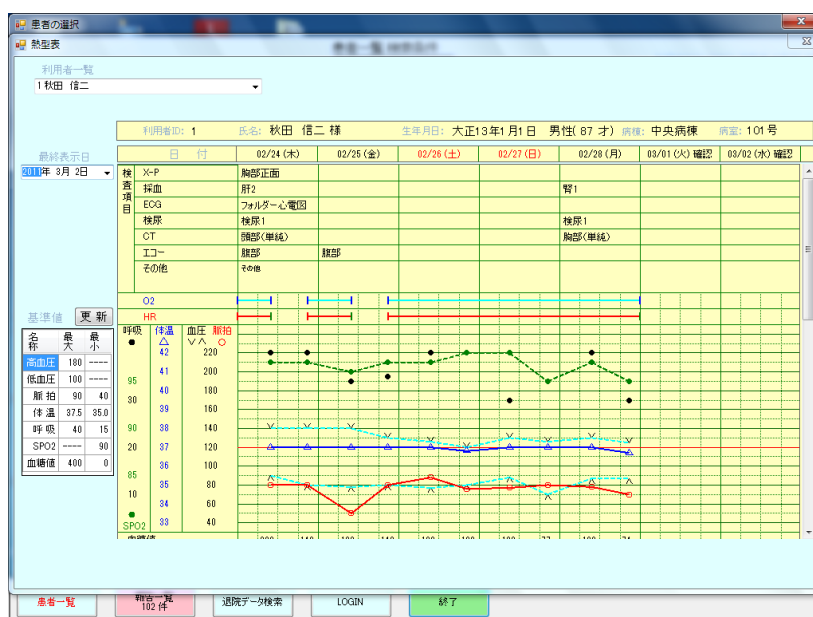 患者の選択
熱型表
利用者一覧
1 秋田 信二
利用者ID: 1 氏名: 秋田 信二 様 生年月日: 大正13年1月1日 男性( 87 才) 病棟: 中央病棟 病室: 101号
最終表示日
2011年 3月 2日
日 付 02/24 (木) 02/25 (金) 02/26 (土) 02/27 (日) 02/28 (月) 03/01 (火) 確認 03/02 (水) 確認
検査項目
X-P 胸部正面
採血 肝2 腎1
ECG フォルダー心電図
検尿 検尿1 検尿1
CT 頭部(単純) 胸部(単純)
エコー 腹部 腹部
その他 その他
O2
HR
基準値 更 新
名称 最大 最小
高血圧 180 ----
低血圧 100 ----
脈 拍 90 40
体 温 37.5 35.0
呼 吸 40 15
SPO2 ---- 90
血糖値 400 0
呼吸 体温 血圧 脈拍
42 220
41 200
95
40 180
30
39 160
90 38 140
20 37 120
36 100
85
35 80
10
34 60
SPO2 33 40
患者一覧
報告一覧
102 件
退院データ検索
LOGIN
終了